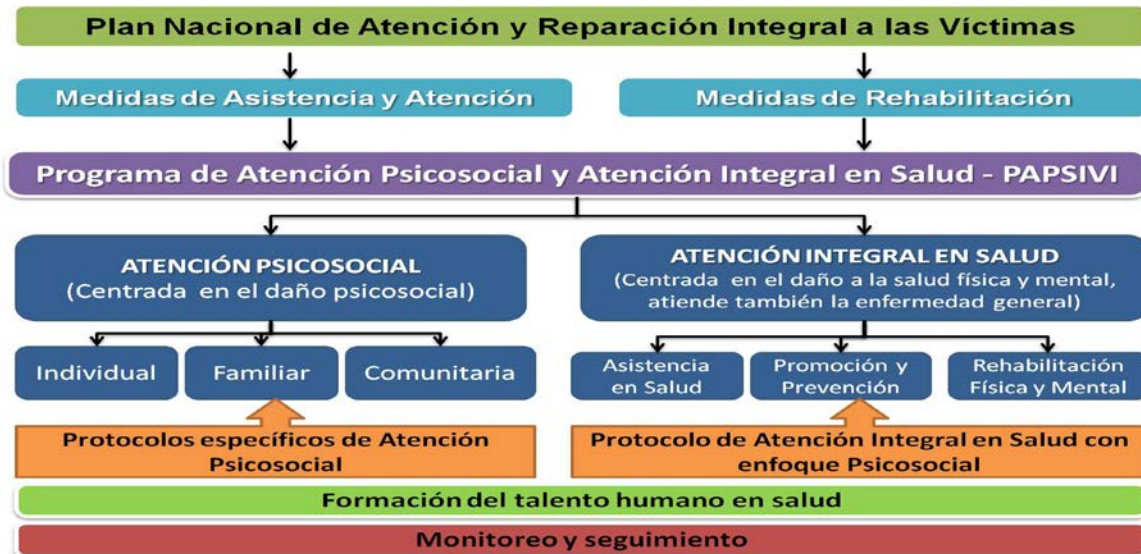 Plan Nacional de Atención y Reparación Integral a las Víctimas
Medidas de Asistencia y Atención
Medidas de Rehabilitación
Programa de Atención Psicosocial y Atención Integral en Salud - PAPSIVI
ATENCIÓN PSICOSOCIAL
(Centrada en el daño psicosocial)
ATENCIÓN INTEGRAL EN SALUD
(Centrada en el daño a la salud física y mental,
atiende también la enfermedad general)
Individual
Familiar
Comunitaria
Asistencia
en Salud
Promoción y
Prevención
Rehabilitación
Física y Mental
Protocolos específicos de Atención
Psicosocial
Protocolo de Atención Integral en Salud con
enfoque Psicosocial
Formación del talento humano en salud
Monitoreo y seguimiento